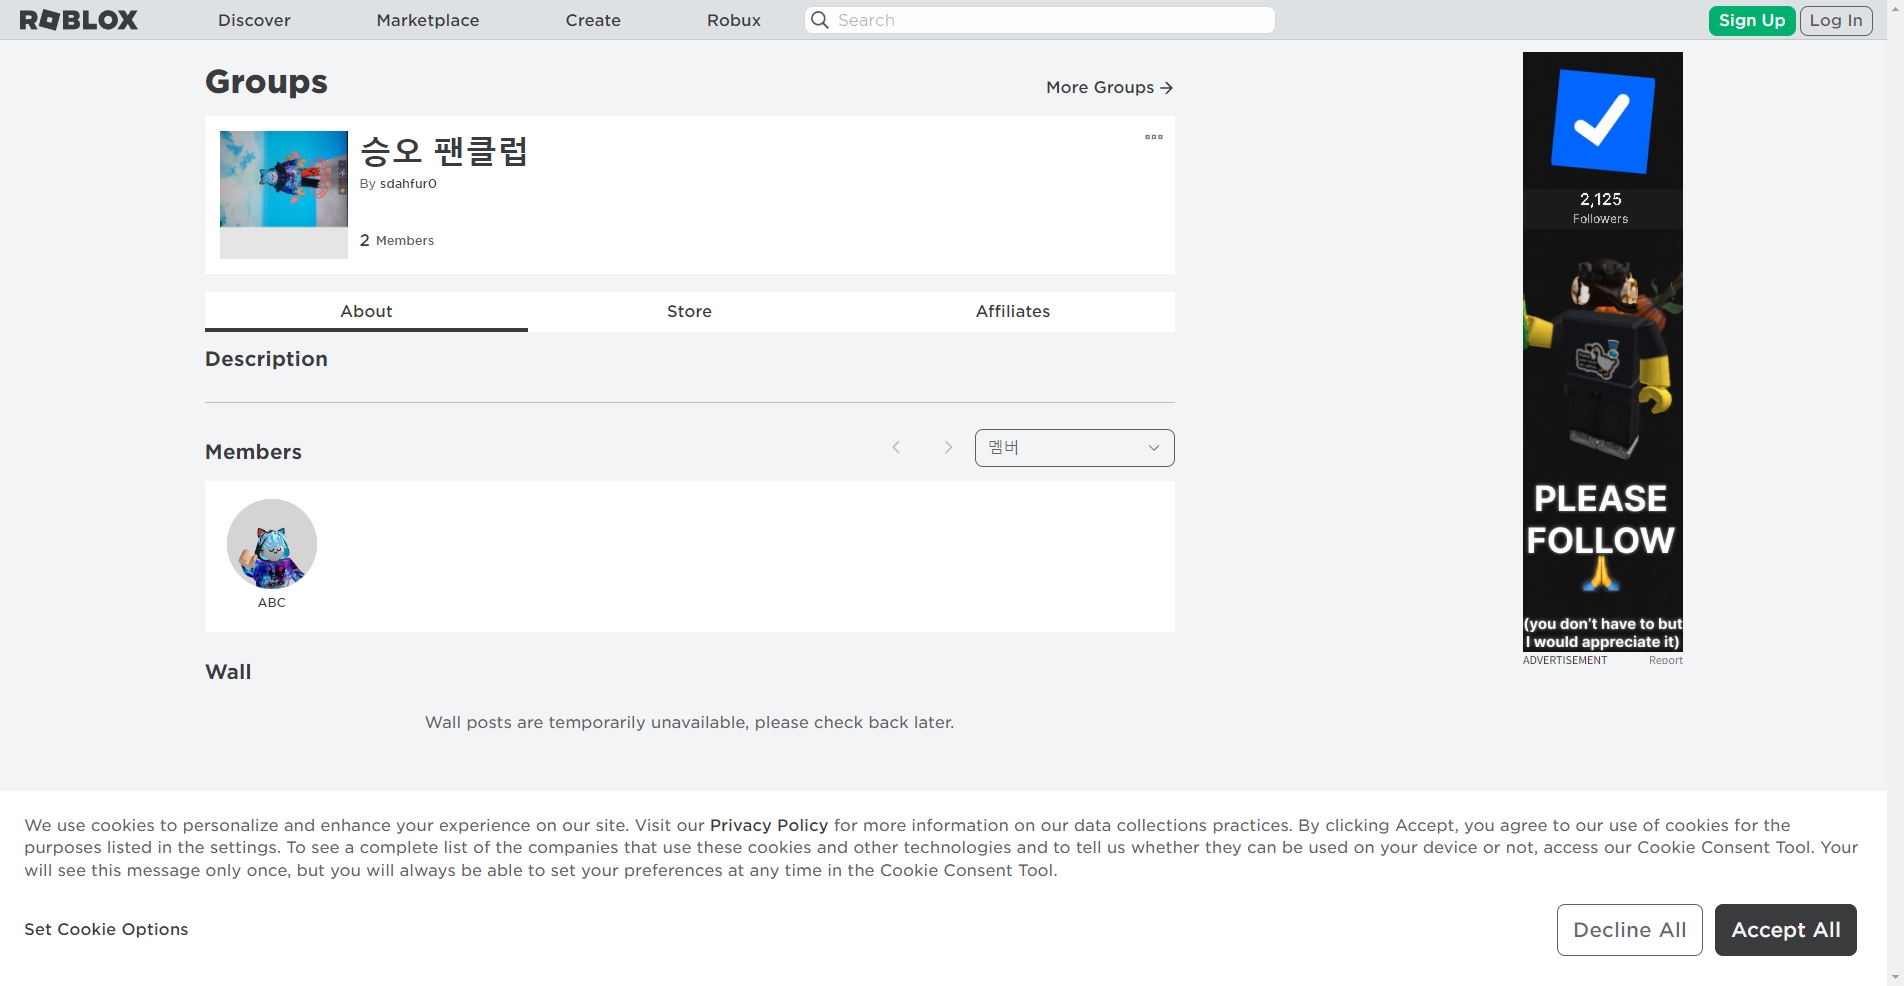 ROBLOX
Discover
Marketplace
Create
Robux
Search
Sign Up
Log In
Groups
More Groups
승오 팬클럽
By sdahfur0
2 Members
About
Store
Affiliates
Description
Members
멤버
ABC
Wall
Wall posts are temporarily unavailable, please check back later.
2,125
Followers
PLEASE
FOLLOW
(you don't have to but
I would appreciate it)
ADVERTISEMENT
Report
We use cookies to personalize and enhance your experience on our site. Visit our Privacy Policy for more information on our data collections practices. By clicking Accept, you agree to our use of cookies for the
purposes listed in the settings. To see a complete list of the companies that use these cookies and other technologies and to tell us whether they can be used on your device or not, access our Cookie Consent Tool. Your
will see this message only once, but you will always be able to set your preferences at any time in the Cookie Consent Tool.
Set Cookie Options
Decline All
Accept All